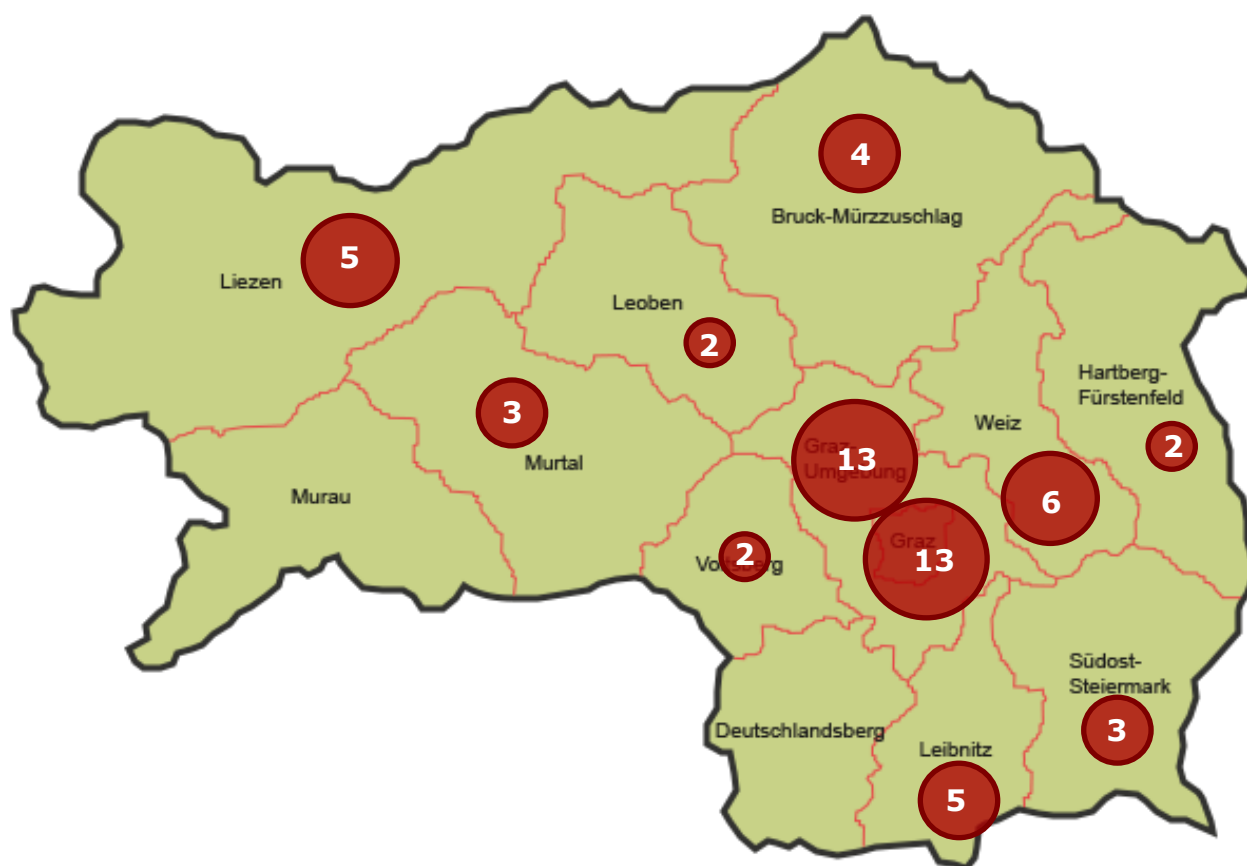 4
Bruck-Mürzzuschlag
5
Liezen
Leoben
2
Hartberg-
Fürstenfeld
2
3
Murtal
Weiz
6
Graz-
Umgebung
13
Murau
Graz
13
2
Voitsberg
Südost-
Steiermark
3
Deutschlandsberg
Leibnitz
5